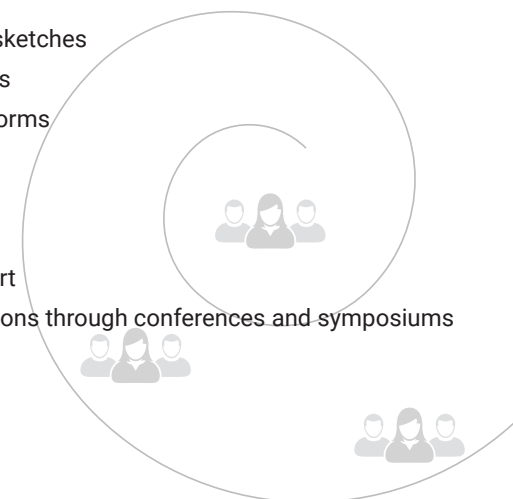 sketches
s
orms
rt
ons through conferences and symposiums